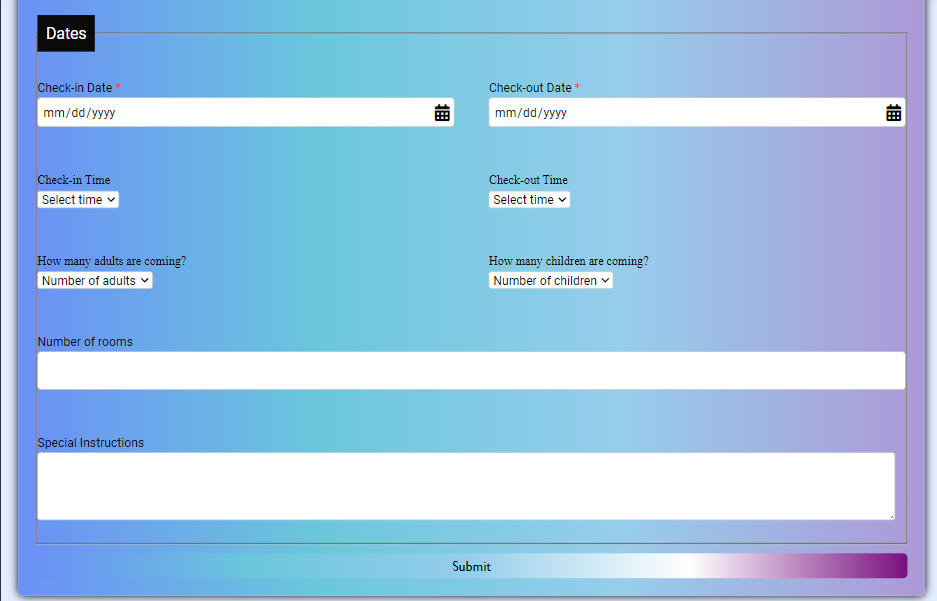 Dates
Check-in Date * Check-out Date *
mm/dd/yyyy mm/dd/yyyy
Check-in Time Check-out Time
Select time Select time
How many adults are coming? How many children are coming?
Number of adults Number of children
Number of rooms
Special Instructions
Submit